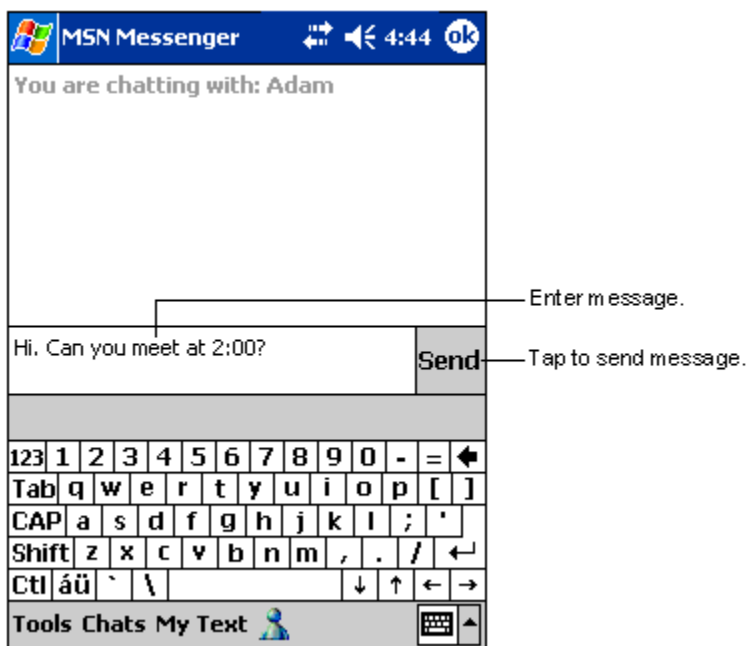 MSN Messenger 4:44 ok
You are chatting with: Adam
Enter message.
Hi. Can you meet at 2:00?
Send
Tap to send message.
123 1 2 3 4 5 6 7 8 9 0 - =
Tab q w e r t y u i o p [ ]
CAP a s d f g h j k l ; '
Shift z x c v b n m , . /
Ctl áü ` \ ↓ ↑ ← →
Tools Chats My Text